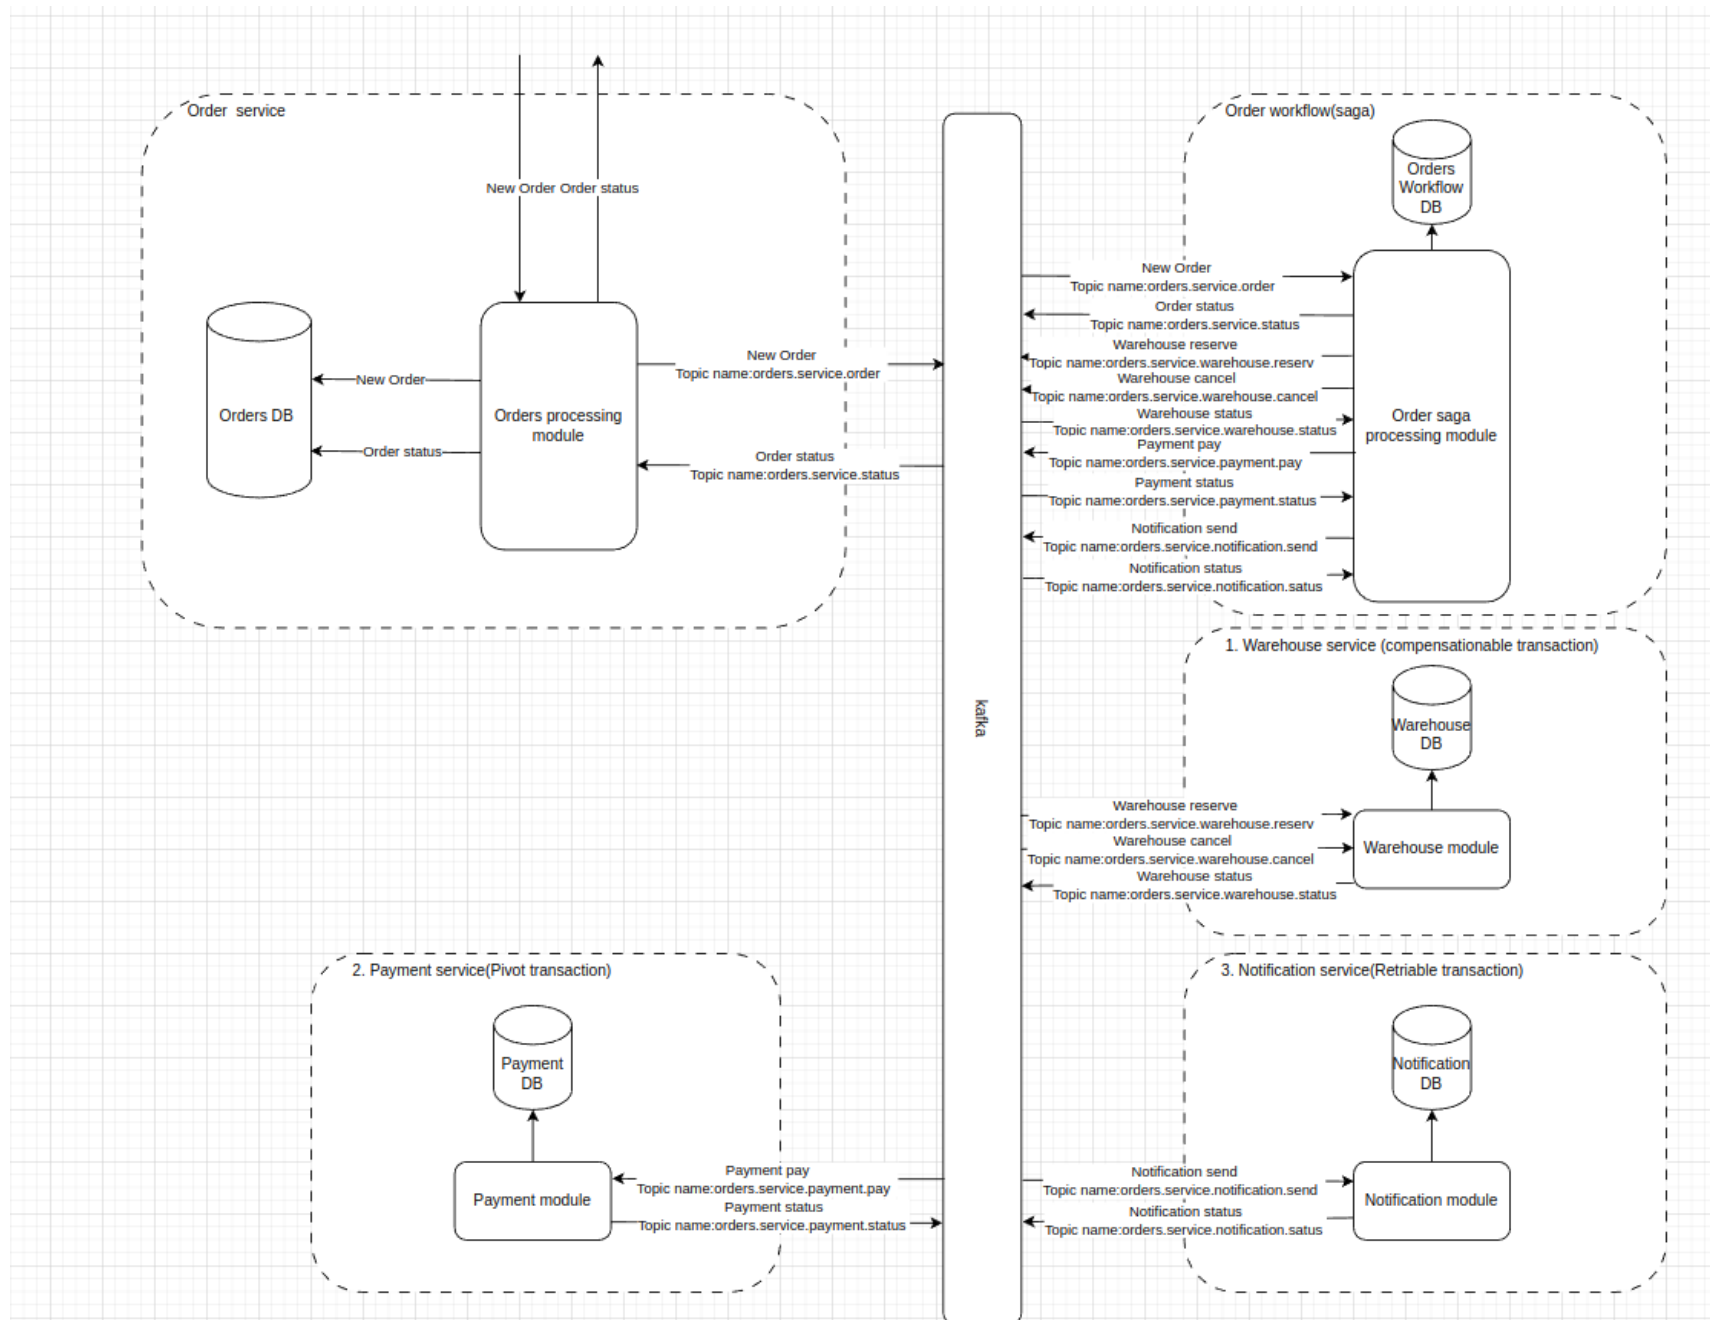 Order  service
New Order Order status
Orders DB
New Order
Order status
Orders processing
module
New Order
Topic name:orders.service.order
Order status
Topic name:orders.service.status
kafka
Order workflow(saga)
Orders
Workflow
DB
New Order
Topic name:orders.service.order
Order status
Topic name:orders.service.status
Warehouse reserve
Topic name:orders.service.warehouse.reserv
Warehouse cancel
Topic name:orders.service.warehouse.cancel
Warehouse status
Topic name:orders.service.warehouse.status
Payment pay
Topic name:orders.service.payment.pay
Payment status
Topic name:orders.service.payment.status
Notification send
Topic name:orders.service.notification.send
Notification status
Topic name:orders.service.notification.satus
Order saga
processing module
1. Warehouse service (compensationable transaction)
Warehouse
DB
Warehouse reserve
Topic name:orders.service.warehouse.reserv
Warehouse cancel
Topic name:orders.service.warehouse.cancel
Warehouse status
Topic name:orders.service.warehouse.status
Warehouse module
2. Payment service(Pivot transaction)
Payment
DB
Payment module
Payment pay
Topic name:orders.service.payment.pay
Payment status
Topic name:orders.service.payment.status
3. Notification service(Retriable transaction)
Notification
DB
Notification send
Topic name:orders.service.notification.send
Notification status
Topic name:orders.service.notification.satus
Notification module